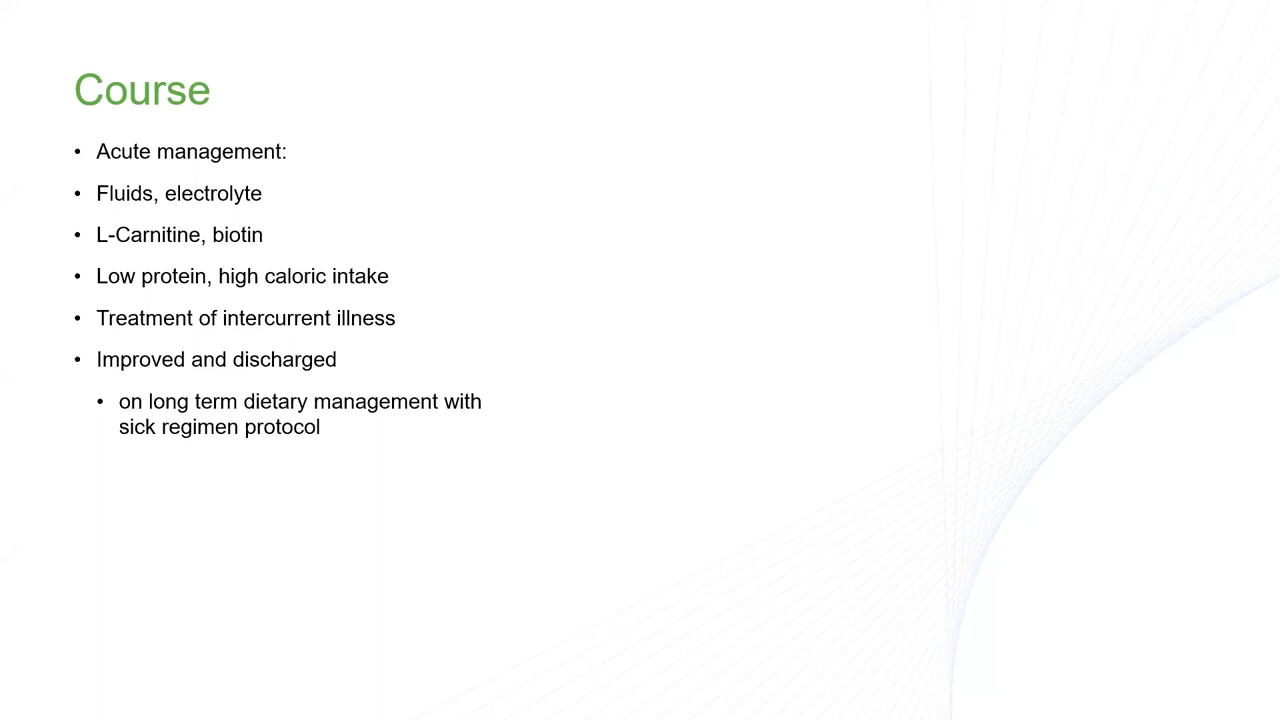 Course
• Acute management:
• Fluids, electrolyte
• L-Carnitine, biotin
• Low protein, high caloric intake
• Treatment of intercurrent illness
• Improved and discharged
• on long term dietary management with
sick regimen protocol